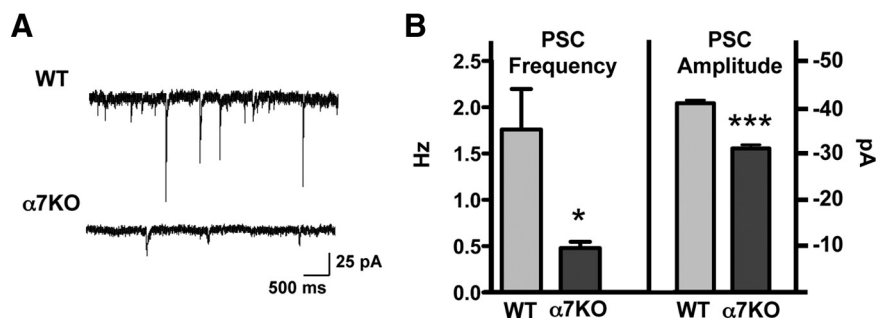 A
WT
α7KO
25 pA
500 ms
B
PSC Frequency
PSC Amplitude
Hz
2.5
2.0
1.5
1.0
0.5
0.0
*
***
-50
-40
-30
-20
-10
pA
WT α7KO
WT α7KO